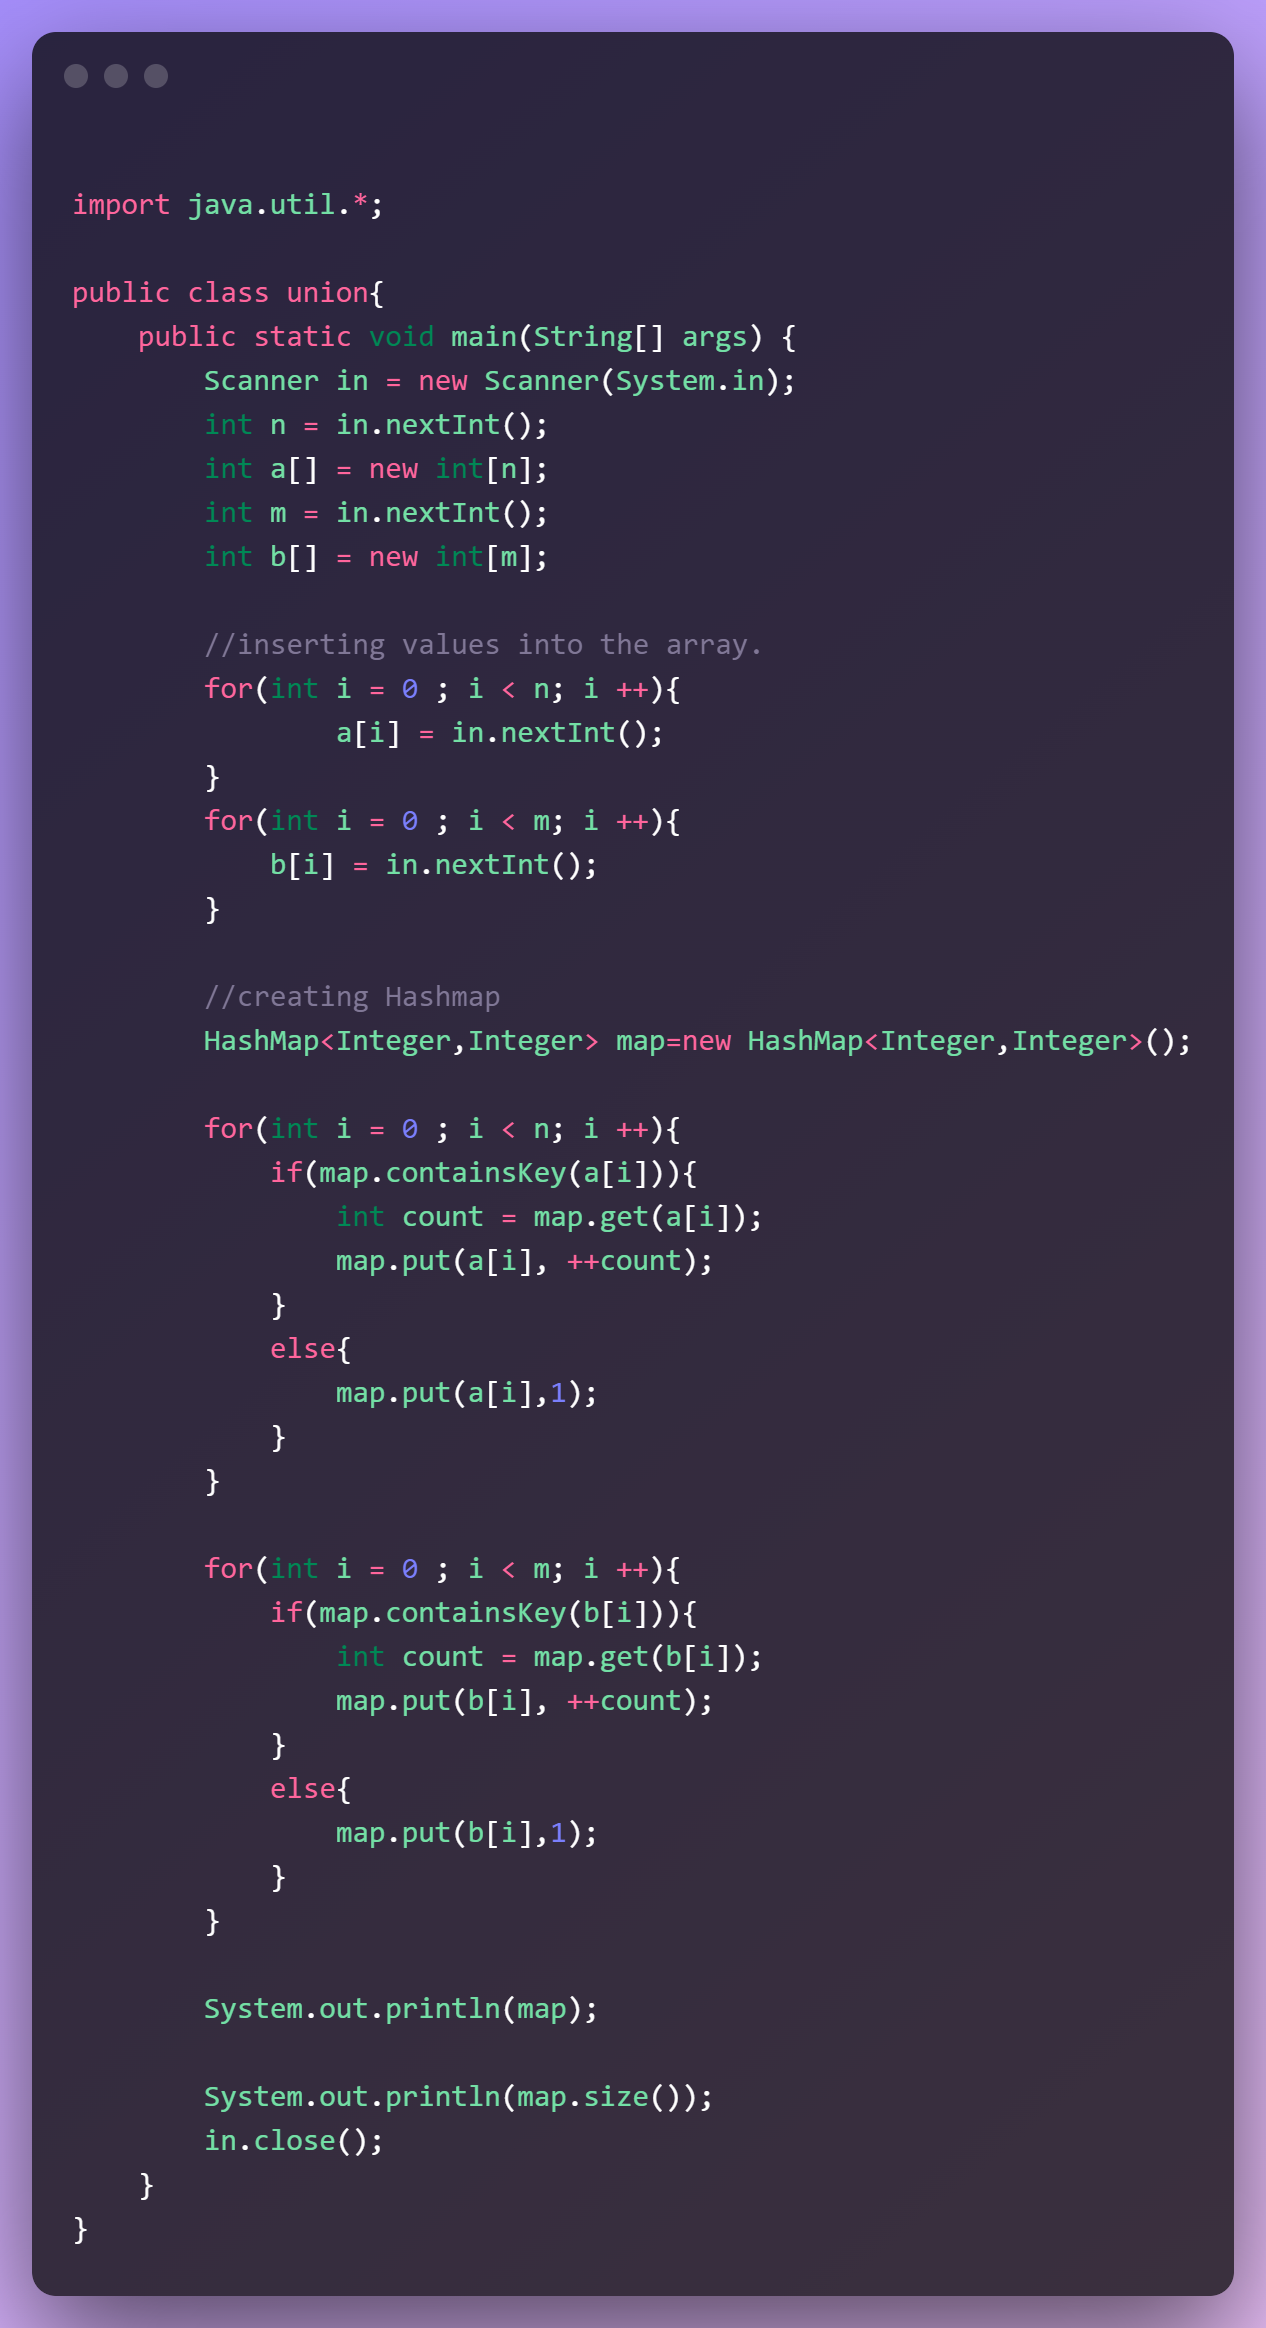 import java.util.*;
public class union{
    public static void main(String[] args) {
        Scanner in = new Scanner(System.in);
        int n = in.nextInt();
        int a[] = new int[n];
        int m = in.nextInt();
        int b[] = new int[m];
        //inserting values into the array.
        for(int i = 0 ; i < n; i ++){
                a[i] = in.nextInt();
        }
        for(int i = 0 ; i < m; i ++){
            b[i] = in.nextInt();
        }
        //creating Hashmap
        HashMap<Integer,Integer> map=new HashMap<Integer,Integer>();
        for(int i = 0 ; i < n; i ++){
            if(map.containsKey(a[i])){
                int count = map.get(a[i]);
                map.put(a[i], ++count);
            }
            else{
                map.put(a[i],1);
            }
        }
        for(int i = 0 ; i < m; i ++){
            if(map.containsKey(b[i])){
                int count = map.get(b[i]);
                map.put(b[i], ++count);
            }
            else{
                map.put(b[i],1);
            }
        }
        System.out.println(map);
        System.out.println(map.size());
        in.close();
    }
}